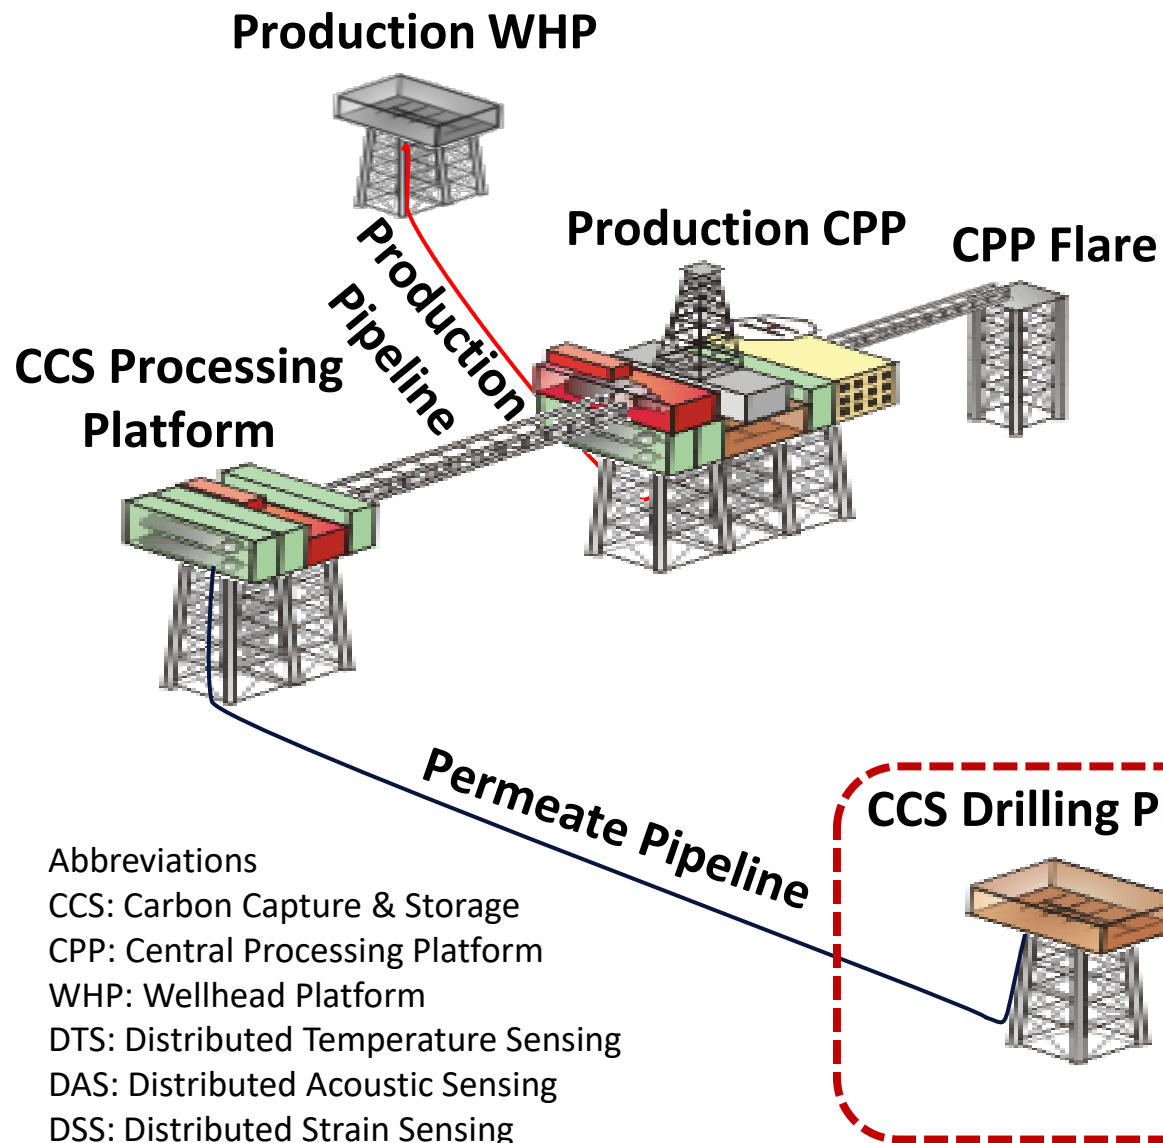 Production WHP
Production CPP
CPP Flare
Production
Pipeline
CCS Processing
Platform
Permeate Pipeline
CCS Drilling
Abbreviations
CCS: Carbon Capture & Storage
CPP: Central Processing Platform
WHP: Wellhead Platform
DTS: Distributed Temperature Sensing
DAS: Distributed Acoustic Sensing
DSS: Distributed Strain Sensing